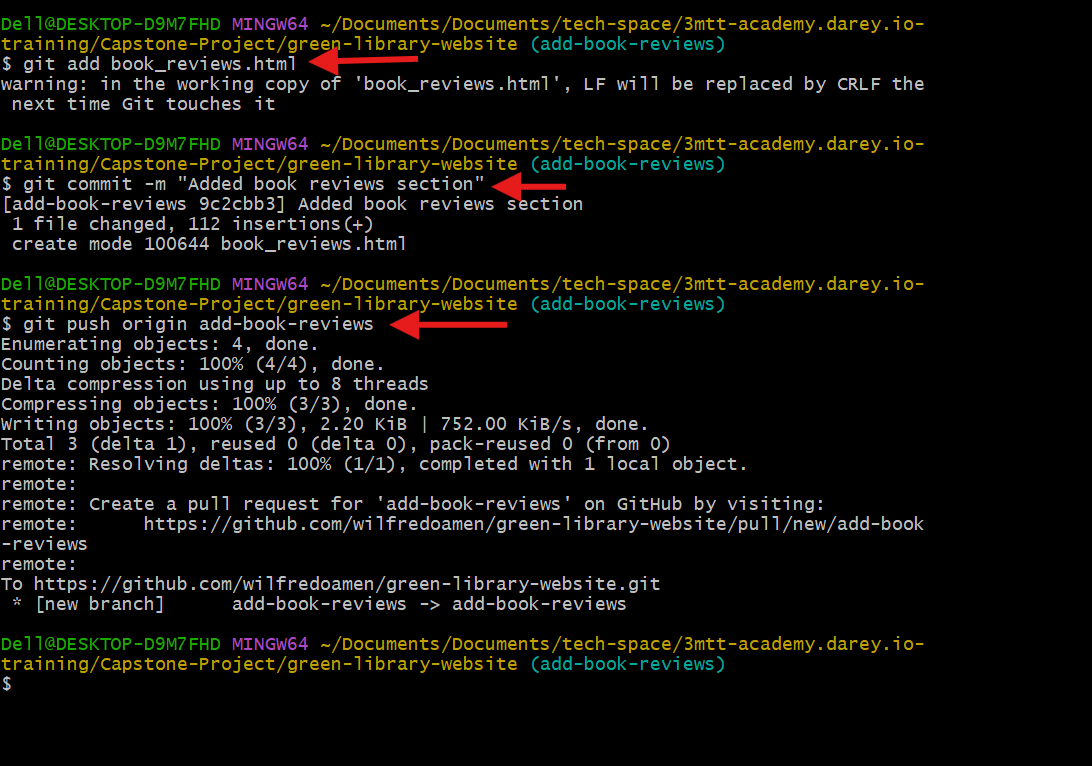 Dell@DESKTOP-D9M7FHD MINGW64 ~/Documents/Documents/tech-space/3mtt-academy.darey.io-
training/Capstone-Project/green-library-website (add-book-reviews)
$ git add book_reviews.html
warning: in the working copy of 'book_reviews.html', LF will be replaced by CRLF the
 next time Git touches it
Dell@DESKTOP-D9M7FHD MINGW64 ~/Documents/Documents/tech-space/3mtt-academy.darey.io-
training/Capstone-Project/green-library-website (add-book-reviews)
$ git commit -m "Added book reviews section"
[add-book-reviews 9c2cbb3] Added book reviews section
 1 file changed, 112 insertions(+)
 create mode 100644 book_reviews.html
Dell@DESKTOP-D9M7FHD MINGW64 ~/Documents/Documents/tech-space/3mtt-academy.darey.io-
training/Capstone-Project/green-library-website (add-book-reviews)
$ git push origin add-book-reviews
Enumerating objects: 4, done.
Counting objects: 100% (4/4), done.
Delta compression using up to 8 threads
Compressing objects: 100% (3/3), done.
Writing objects: 100% (3/3), 2.20 KiB | 752.00 KiB/s, done.
Total 3 (delta 1), reused 0 (delta 0), pack-reused 0 (from 0)
remote: Resolving deltas: 100% (1/1), completed with 1 local object.
remote:
remote: Create a pull request for 'add-book-reviews' on GitHub by visiting:
remote:      https://github.com/wilfredoamen/green-library-website/pull/new/add-book
-reviews
remote:
To https://github.com/wilfredoamen/green-library-website.git
 * [new branch]      add-book-reviews -> add-book-reviews
Dell@DESKTOP-D9M7FHD MINGW64 ~/Documents/Documents/tech-space/3mtt-academy.darey.io-
training/Capstone-Project/green-library-website (add-book-reviews)
$